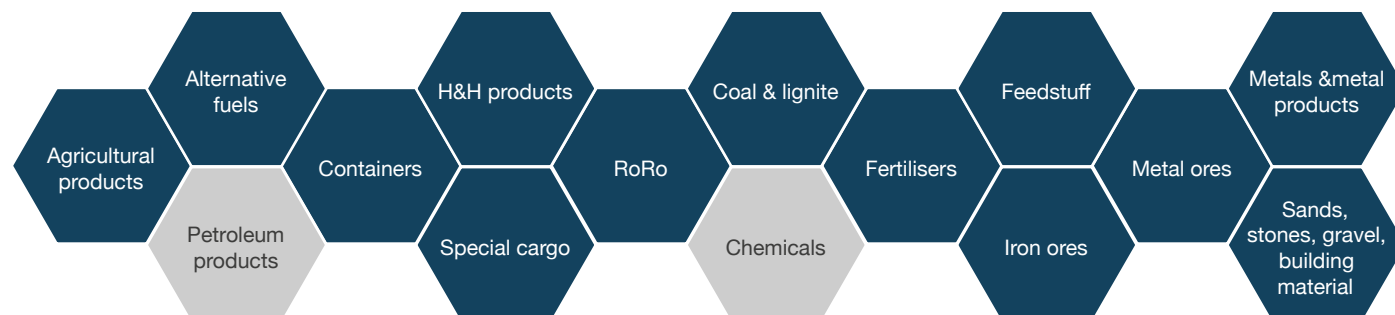 Agricultural
products
Alternative
fuels
Petroleum
products
Containers
H&H products
Special cargo
RoRo
Coal & lignite
Chemicals
Fertilisers
Feedstuff
Iron ores
Metal ores
Metals &metal
products
Sands,
stones, gravel,
building
material